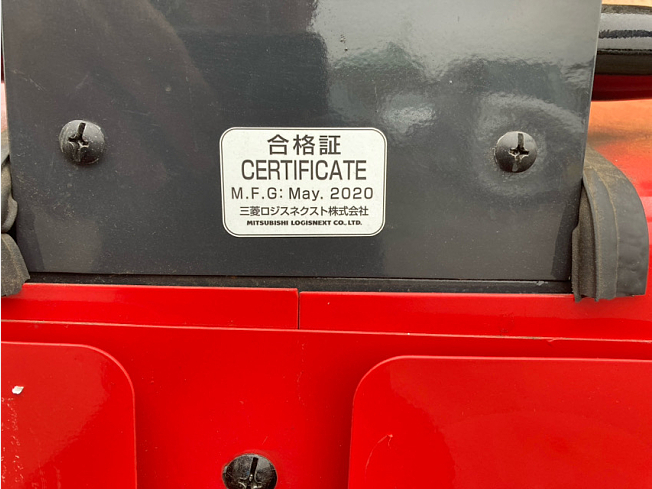 合格証
CERTIFICATE
M.F.G: May. 2020
三菱ロジスネクスト株式会社
MITSUBISHI LOGISNEXT CO., LTD.